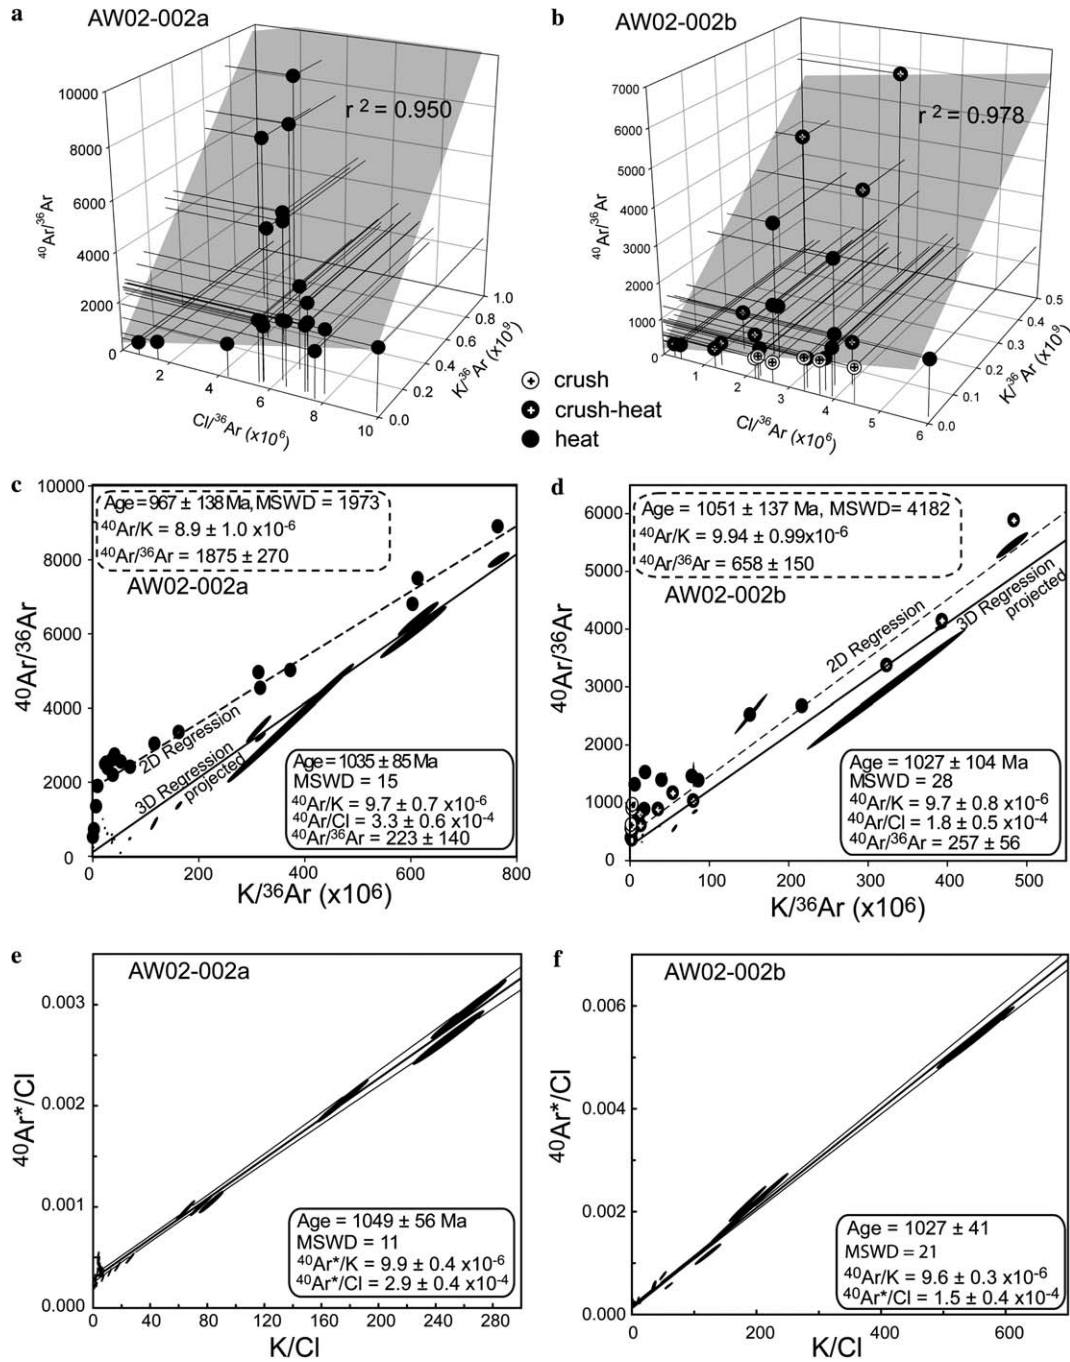 a AW02-002a
r² = 0.950
⁴⁰Ar/³⁶Ar
10000
8000
6000
4000
2000
0
2
4
6
8
10
Cl/³⁶Ar (x10⁶)
0.0
0.2
0.4
0.6
0.8
1.0
K/³⁶Ar (x10⁹)
b AW02-002b
r² = 0.978
⁴⁰Ar/³⁶Ar
7000
6000
5000
4000
3000
2000
1000
0
1
2
3
4
5
6
Cl/³⁶Ar (x10⁶)
0.0
0.1
0.2
0.3
0.4
0.5
K/³⁶Ar (x10⁹)
crush
crush-heat
heat
c
Age = 967 ± 138 Ma, MSWD = 1973
⁴⁰Ar/K = 8.9 ± 1.0 x10⁻⁶
⁴⁰Ar/³⁶Ar = 1875 ± 270
AW02-002a
2D Regression
3D Regression
projected
Age = 1035 ± 85 Ma
MSWD = 15
⁴⁰Ar/K = 9.7 ± 0.7 x10⁻⁶
⁴⁰Ar/Cl = 3.3 ± 0.6 x10⁻⁴
⁴⁰Ar/³⁶Ar = 223 ± 140
⁴⁰Ar/³⁶Ar
10000
8000
6000
4000
2000
0
0 200 400 600 800
K/³⁶Ar (x10⁶)
d
Age = 1051 ± 137 Ma, MSWD= 4182
⁴⁰Ar/K = 9.94 ± 0.99x10⁻⁶
⁴⁰Ar/³⁶Ar = 658 ± 150
AW02-002b
2D Regression
3D Regression
projected
Age = 1027 ± 104 Ma
MSWD = 28
⁴⁰Ar/K = 9.7 ± 0.8 x10⁻⁶
⁴⁰Ar/Cl = 1.8 ± 0.5 x10⁻⁴
⁴⁰Ar/³⁶Ar = 257 ± 56
⁴⁰Ar/³⁶Ar
6000
5000
4000
3000
2000
1000
0
0 100 200 300 400 500
K/³⁶Ar (x10⁶)
e AW02-002a
⁴⁰Ar*/Cl
0.003
0.002
0.001
0.000
Age = 1049 ± 56 Ma
MSWD = 11
⁴⁰Ar*/K = 9.9 ± 0.4 x10⁻⁶
⁴⁰Ar*/Cl = 2.9 ± 0.4 x10⁻⁴
0 40 80 120 160 200 240 280
K/Cl
f AW02-002b
⁴⁰Ar*/Cl
0.006
0.004
0.002
0.000
Age = 1027 ± 41
MSWD = 21
⁴⁰Ar/K = 9.6 ± 0.3 x10⁻⁶
⁴⁰Ar*/Cl = 1.5 ± 0.4 x10⁻⁴
0 200 400 600
K/Cl